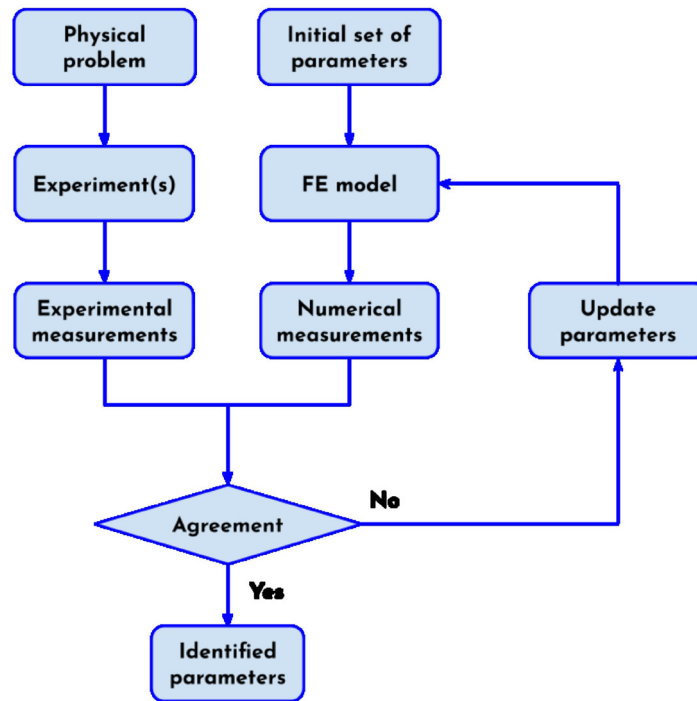 Physical
problem
Initial set of
parameters
Experiment(s)
FE model
Experimental
measurements
Numerical
measurements
Update
parameters
Agreement
No
Yes
Identified
parameters